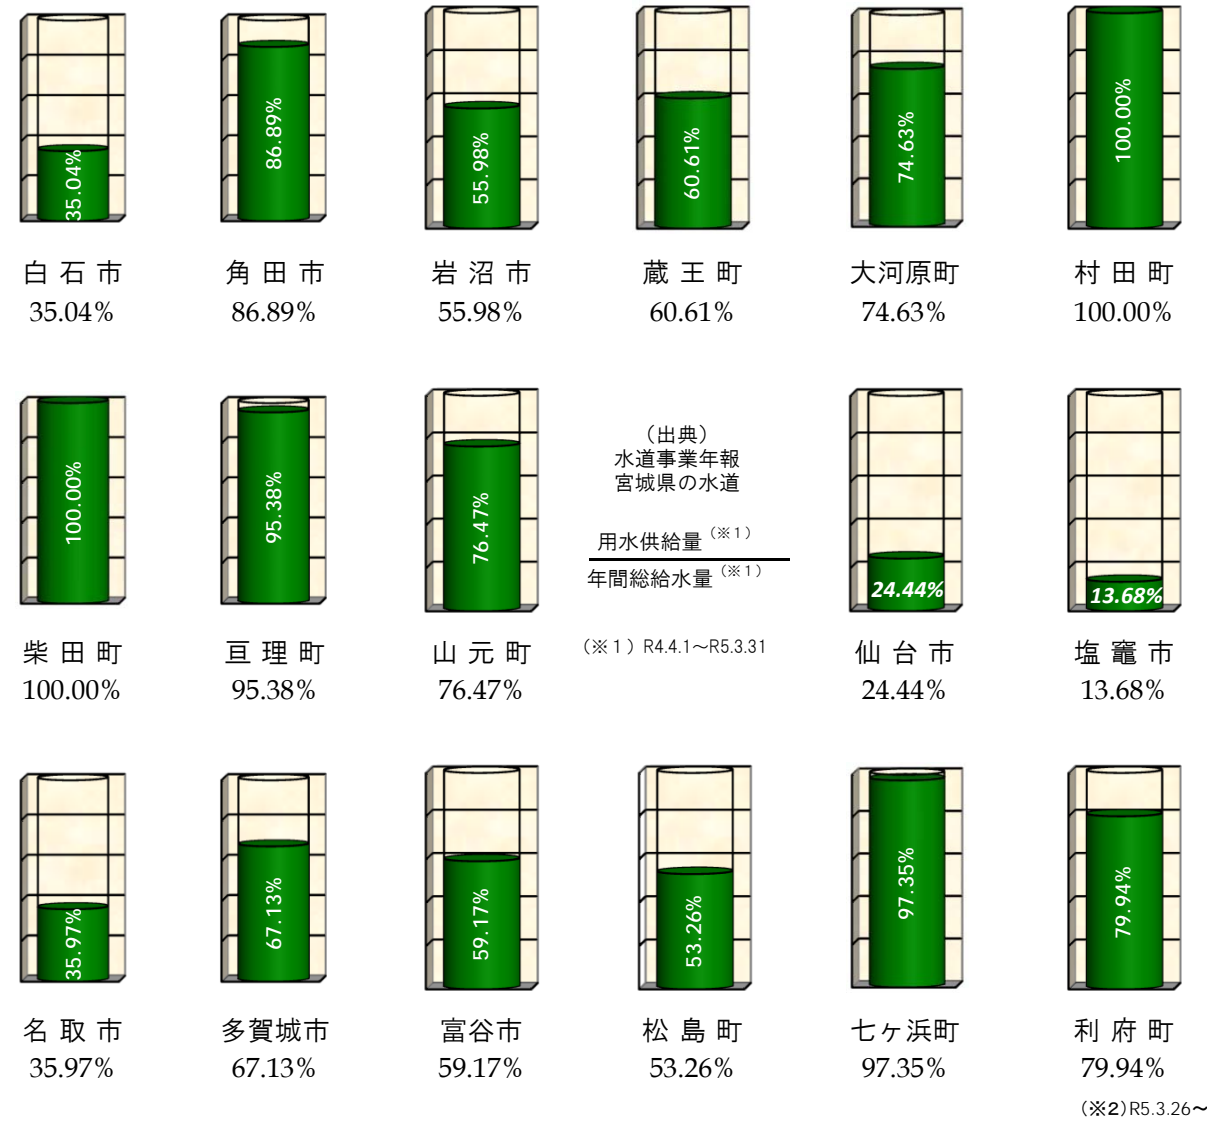 35.04%
86.89%
55.98%
60.61%
74.63%
100.00%
白石市
角田市
岩沼市
蔵王町
大河原町
村田町
35.04%
86.89%
55.98%
60.61%
74.63%
100.00%
100.00%
95.38%
76.47%
（出典）
水道事業年報
宮城県の水道
用水供給量（※1）
年間総給水量（※1）
（※1）R4.4.1～R5.3.31
24.44%
13.68%
柴田町
亘理町
山元町
仙台市
塩竈市
100.00%
95.38%
76.47%
24.44%
13.68%
35.97%
67.13%
59.17%
53.26%
97.35%
79.94%
名取市
多賀城市
富谷市
松島町
七ヶ浜町
利府町
35.97%
67.13%
59.17%
53.26%
97.35%
79.94%
(※2)R5.3.26～